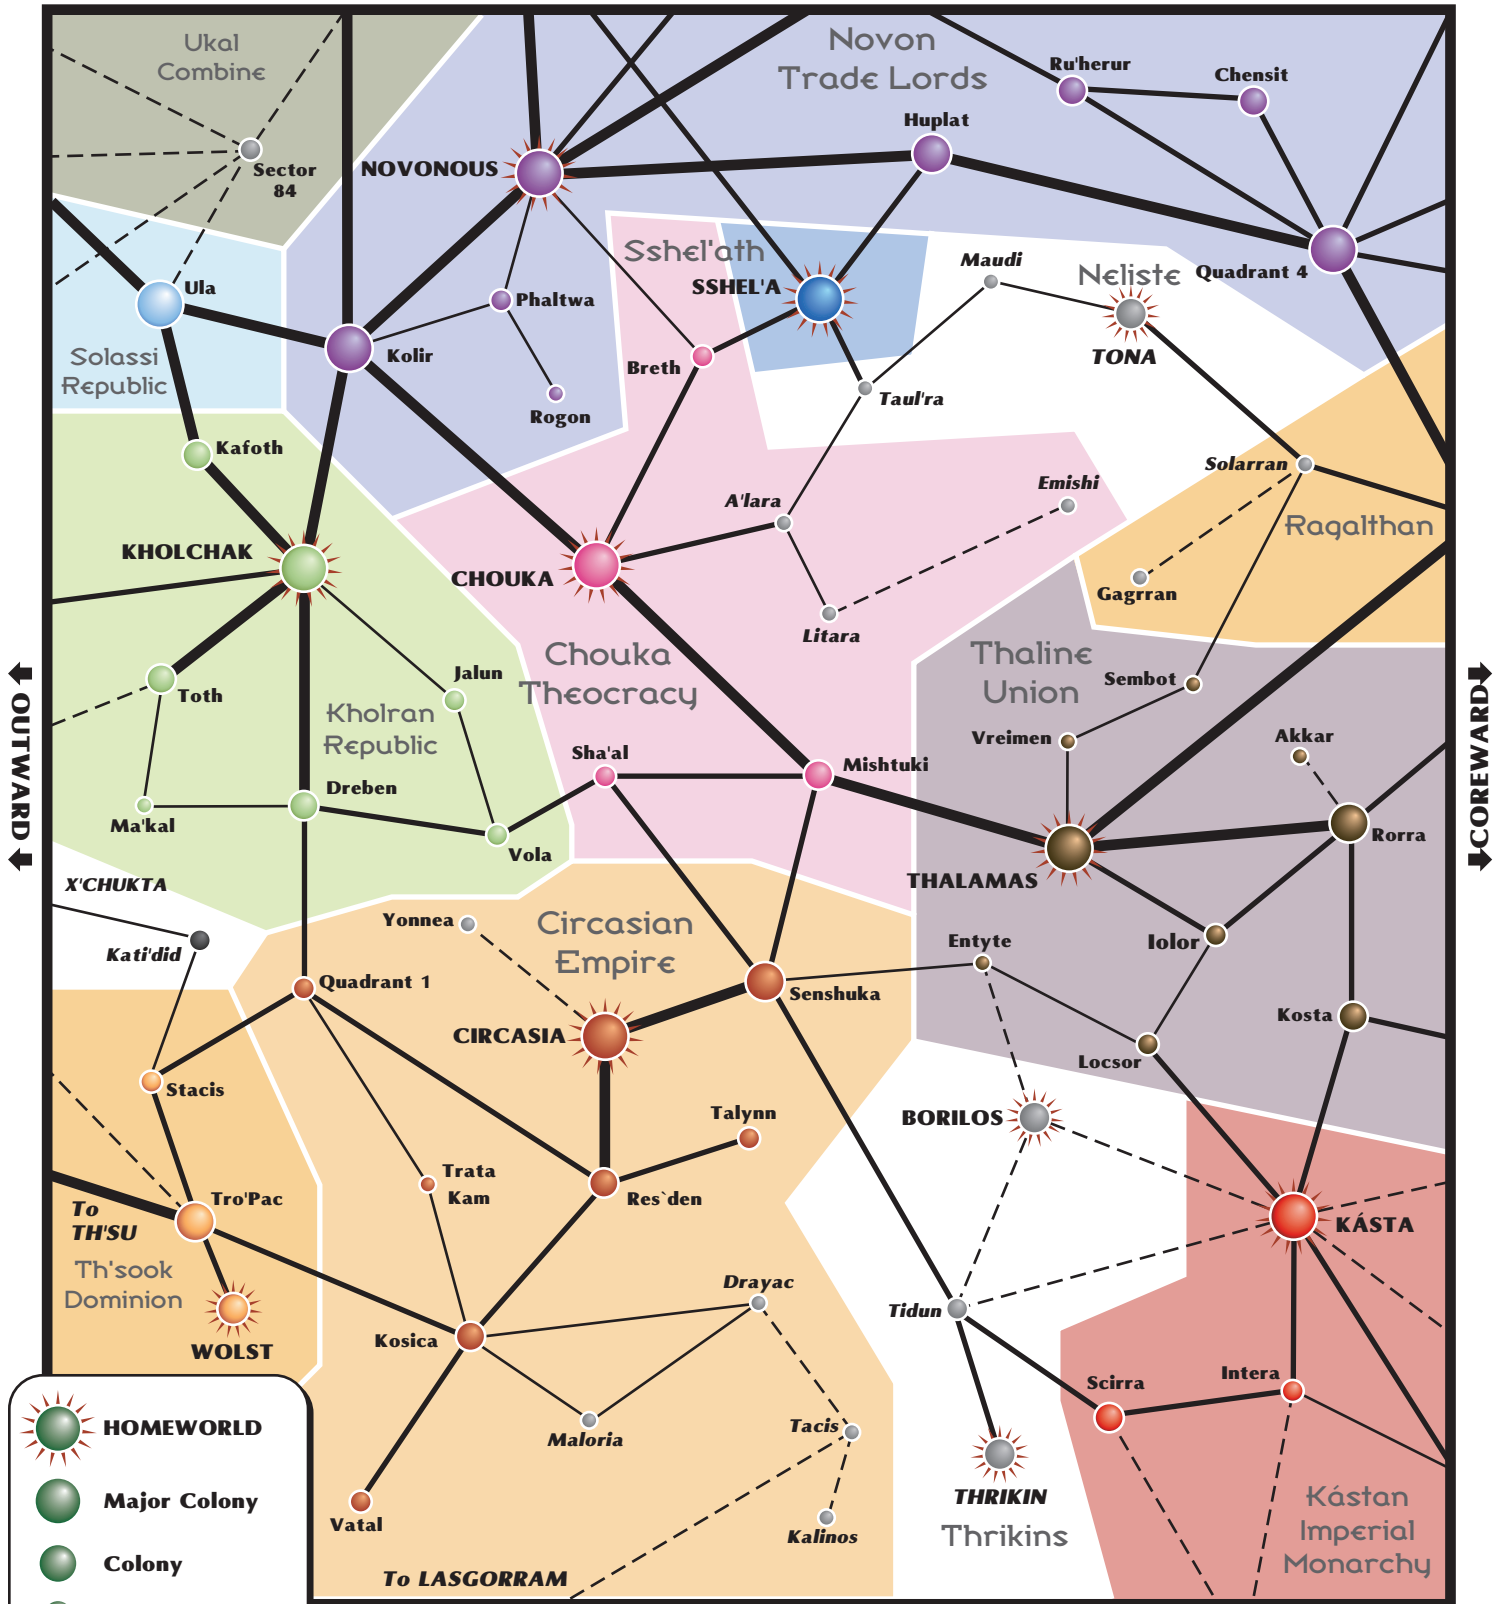 Ukal
Combine
Novon
Trade Lords
Ru'herur
Chensit
Huplat
Sector
84
NOVONOUS
Sshel'ath
SSHEL'A
Maudi
Neliste
Quadrant 4
TONA
Ula
Phaltwa
Kolir
Solassi
Republic
Breth
Taul'ra
Rogon
Kafoth
Solarran
A'lara
Emishi
Ragalthan
KHOLCHAK
CHOUKA
Gagrran
Litara
Chouka
Theocracy
Thaline
Union
Sembot
Jalun
Toth
Kholran
Republic
Vreimen
Akkar
Sha'al
Mishtuki
OUTWARD
COREWARD
Dreben
Ma'kal
Vola
Rorra
THALAMAS
X'CHUKTA
Kati'did
Yonnea
Circasian
Empire
Entyte
Iolor
Quadrant 1
Senshuka
Kosta
CIRCASIA
Locsor
Stacis
Talynn
BORILOS
Trata
Kam
Res`den
Tro'Pac
To
TH'SU
KÁSTA
Th'sook
Dominion
Drayac
Tidun
WOLST
Kosica
Scirra
Intera
HOMEWORLD
Maloria
Tacis
Major Colony
THRIKIN
Thrikins
Kástan
Imperial
Monarchy
Vatal
Kalinos
Colony
To LASGORRAM